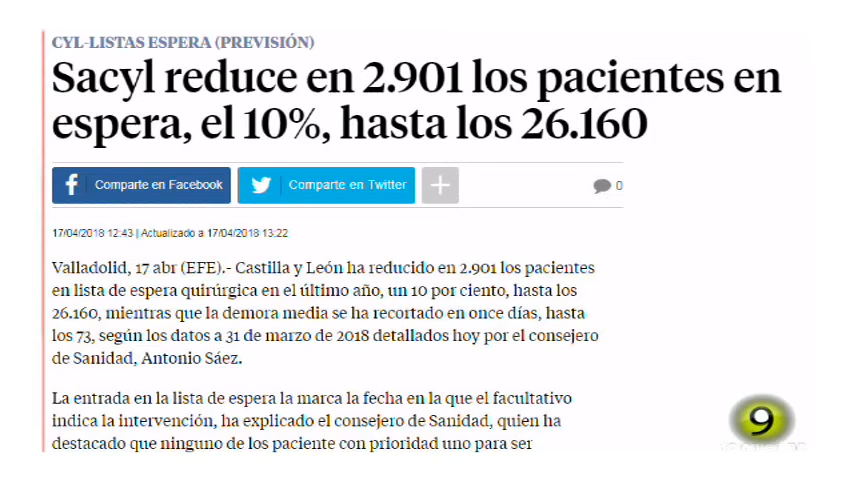 CYL-LISTAS ESPERA (PREVISIÓN)
Sacyl reduce en 2.901 los pacientes en
espera, el 10%, hasta los 26.160
Comparte en Facebook
Comparte en Twitter
0
17/04/2018 12:43 | Actualizado a 17/04/2018 13:22
Valladolid, 17 abr (EFE).- Castilla y León ha reducido en 2.901 los pacientes
en lista de espera quirúrgica en el último año, un 10 por ciento, hasta los
26.160, mientras que la demora media se ha recortado en once días, hasta
los 73, según los datos a 31 de marzo de 2018 detallados hoy por el consejero
de Sanidad, Antonio Sáez.
La entrada en la lista de espera la marca la fecha en la que el facultativo
indica la intervención, ha explicado el consejero de Sanidad, quien ha
destacado que ninguno de los paciente con prioridad uno para ser
9